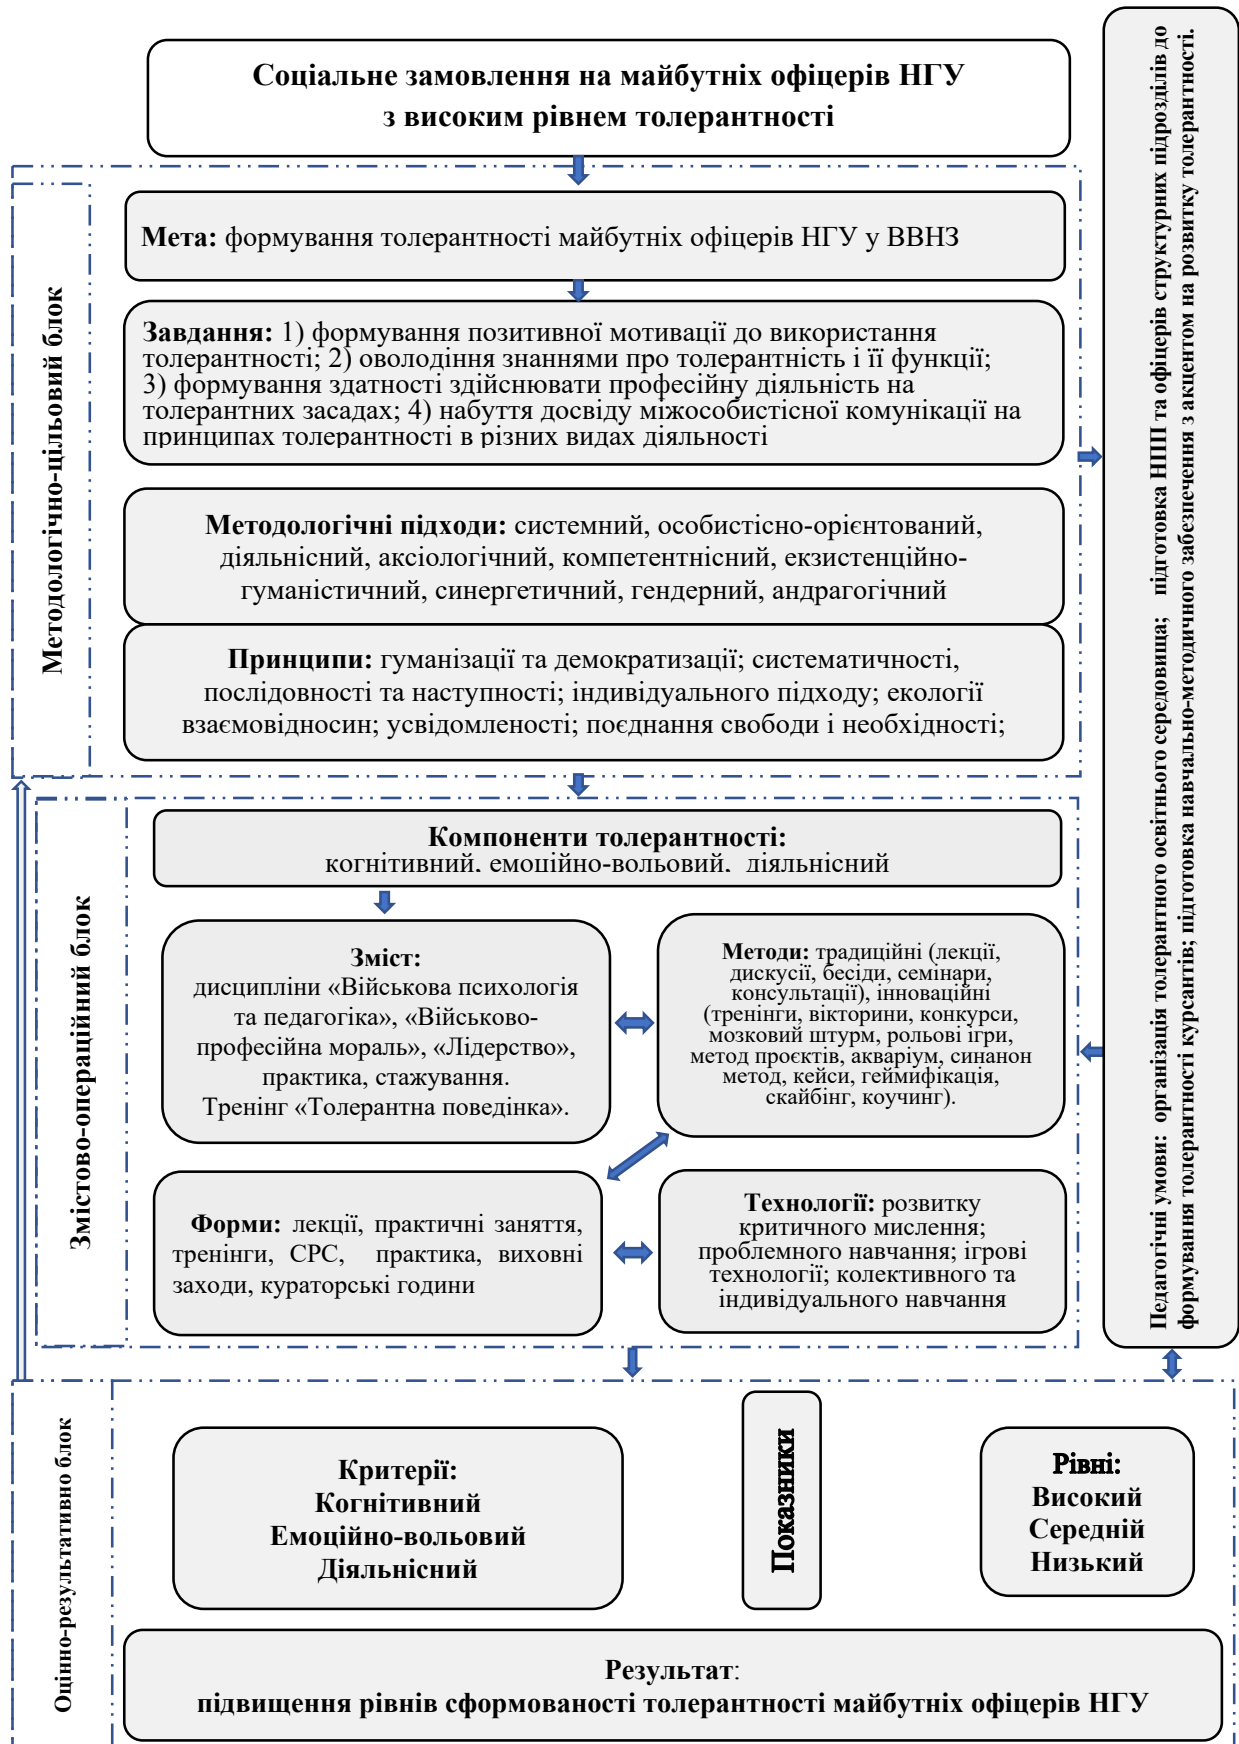 Соціальне замовлення на майбутніх офіцерів НГУ
з високим рівнем толерантності
Методологічно-цільовий блок
Мета: формування толерантності майбутніх офіцерів НГУ у ВВНЗ
Завдання: 1) формування позитивної мотивації до використання
толерантності; 2) оволодіння знаннями про толерантність і її функції;
3) формування здатності здійснювати професійну діяльність на
толерантних засадах; 4) набуття досвіду міжособистісної комунікації на
принципах толерантності в різних видах діяльності
Методологічні підходи: системний, особистісно-орієнтований,
діяльнісний, аксіологічний, компетентнісний, екзистенційно-
гуманістичний, синергетичний, гендерний, андрагогічний
Принципи: гуманізації та демократизації; систематичності,
послідовності та наступності; індивідуального підходу; екології
взаємовідносин; усвідомленості; поєднання свободи і необхідності;
Педагогічні умови: організація толерантного освітнього середовища; підготовка НПП та офіцерів структурних підрозділів до
формування толерантності курсантів; підготовка навчально-методичного забезпечення з акцентом на розвитку толерантності.
Змістово-операційний блок
Компоненти толерантності:
когнітивний, емоційно-вольовий, діяльнісний
Зміст:
дисципліни «Військова психологія
та педагогіка», «Військово-
професійна мораль», «Лідерство»,
практика, стажування.
Тренінг «Толерантна поведінка».
Методи: традиційні (лекції,
дискусії, бесіди, семінари,
консультації), інноваційні
(тренінги, вікторини, конкурси,
мозковий штурм, рольові ігри,
метод проєктів, акваріум, синанон
метод, кейси, геймифікація,
скайбінг, коучинг).
Форми: лекції, практичні заняття,
тренінги, СРС, практика, виховні
заходи, кураторські години
Технології: розвитку
критичного мислення;
проблемного навчання; ігрові
технології; колективного та
індивідуального навчання
Оцінно-результативно блок
Критерії:
Когнітивний
Емоційно-вольовий
Діяльнісний
Показники
Рівні:
Високий
Середній
Низький
Результат:
підвищення рівнів сформованості толерантності майбутніх офіцерів НГУ